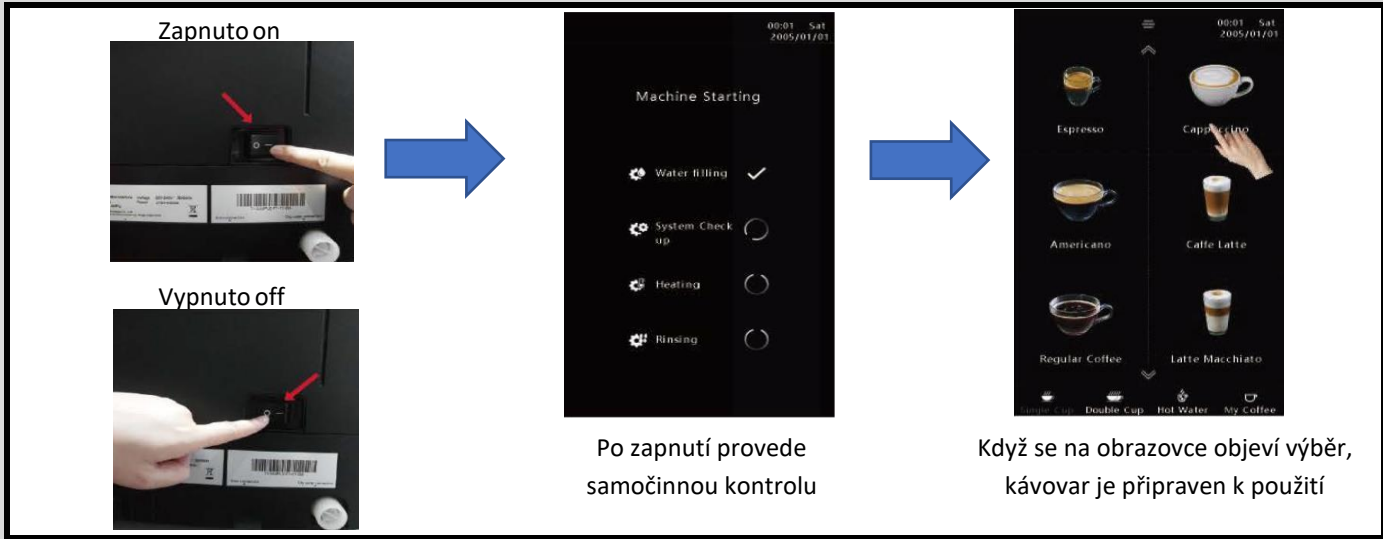 Zapnuto on
Vypnuto off
00:01 Sat
2005/01/01
Machine Starting
Water filling
System Check
up
Heating
Rinsing
Po zapnutí provede
samočinnou kontrolu
00:01 Sat
2005/01/01
Espresso
Cappuccino
Americano
Caffe Latte
Regular Coffee
Latte Macchiato
Single Cup Double Cup Hot Water My Coffee
Když se na obrazovce objeví výběr,
kávovar je připraven k použití